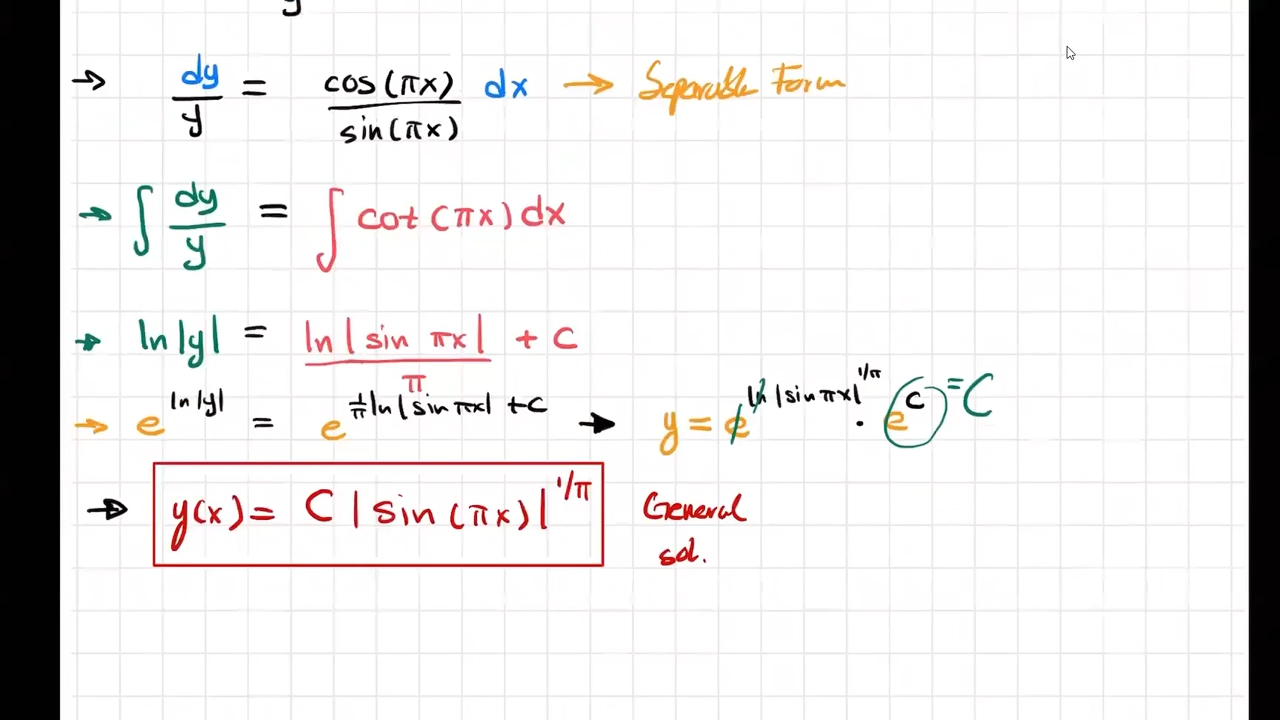 y
→ dy/y = cos(πx)/sin(πx) dx → Separable Form
→ ∫ dy/y = ∫ cot(πx) dx
→ ln|y| = ln|sin πx|/π + C
→ e^(ln|y|) = e^(1/π ln|sin πx| + C) → y = e^(ln|sin πx|^(1/π)) · e^C = C
→ y(x) = C |sin(πx)|^(1/π) General
sol.